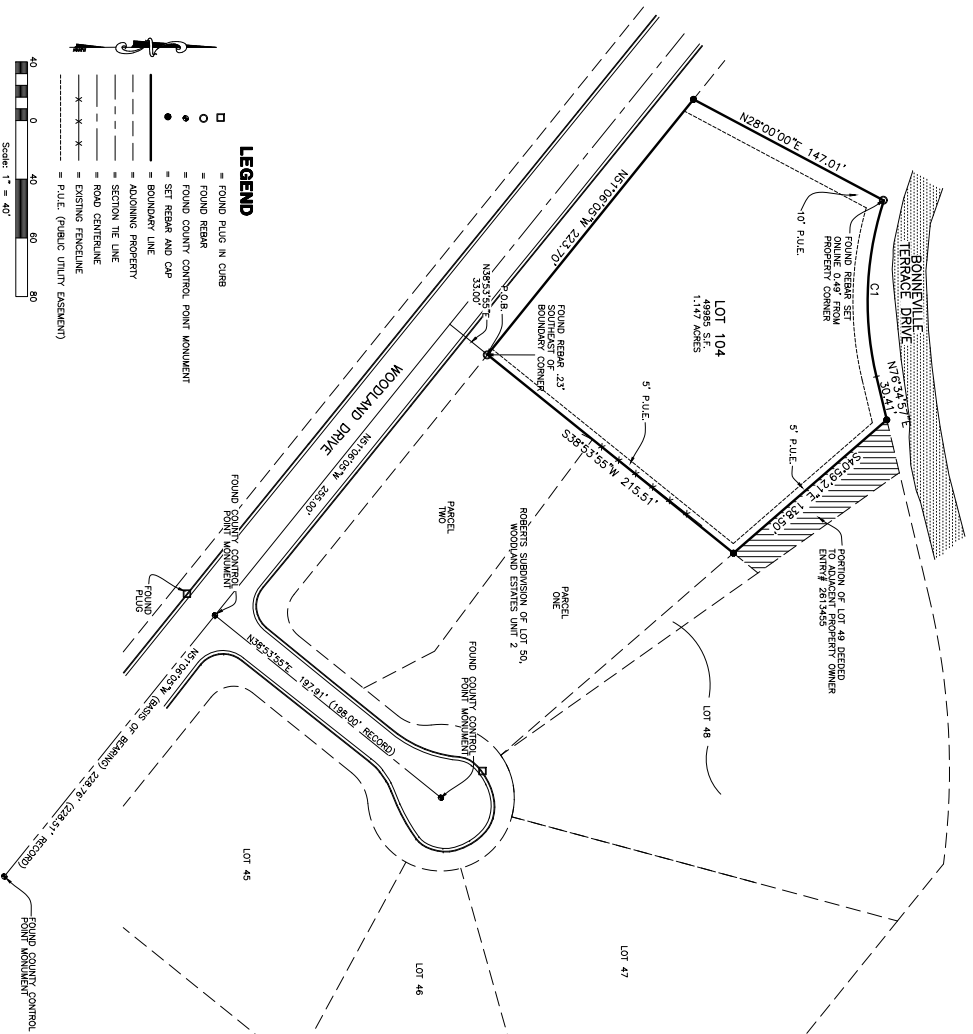 BONNEVILLE
TERRACE DRIVE
N28°00'00"E 147.01'
C1
N76°34'57"E
30.41'
10' P.U.E.
FOUND REBAR SET
ONLINE 0.49' FROM
PROPERTY CORNER
5' P.U.E.
S40°59'21"E 138.50'
PORTION OF LOT 49 DEEDED
TO ADJACENT PROPERTY OWNER
ENTRY# 2613455
LOT 104
49985 S.F.
1.147 ACRES
N51°06'05"W 223.70'
5' P.U.E.
S38°53'55"W 215.51'
FOUND REBAR .23'
SOUTHEAST OF
BOUNDARY CORNER
P.O.B.
N38°53'55"E
33.00'
WOODLAND DRIVE
N51°06'05"W 255.00'
PARCEL
TWO
ROBERTS SUBDIVISION OF LOT 50,
WOODLAND ESTATES UNIT 2
PARCEL
ONE
LOT 48
FOUND COUNTY CONTROL
POINT MONUMENT
FOUND
PLUG
N38°53'55"E 197.91' (198.00' RECORD)
FOUND COUNTY CONTROL
POINT MONUMENT
N51°06'05"W (BASIS OF BEARING) 228.76' (228.51' RECORD)
LOT 45
LOT 46
LOT 47
FOUND COUNTY CONTROL
POINT MONUMENT
LEGEND
= FOUND PLUG IN CURB
= FOUND REBAR
= FOUND COUNTY CONTROL POINT MONUMENT
= SET REBAR AND CAP
= BOUNDARY LINE
= ADJOINING PROPERTY
= SECTION TIE LINE
= ROAD CENTERLINE
= EXISTING FENCELINE
= P.U.E. (PUBLIC UTILITY EASEMENT)
40 0 40 60 80
Scale: 1" = 40'